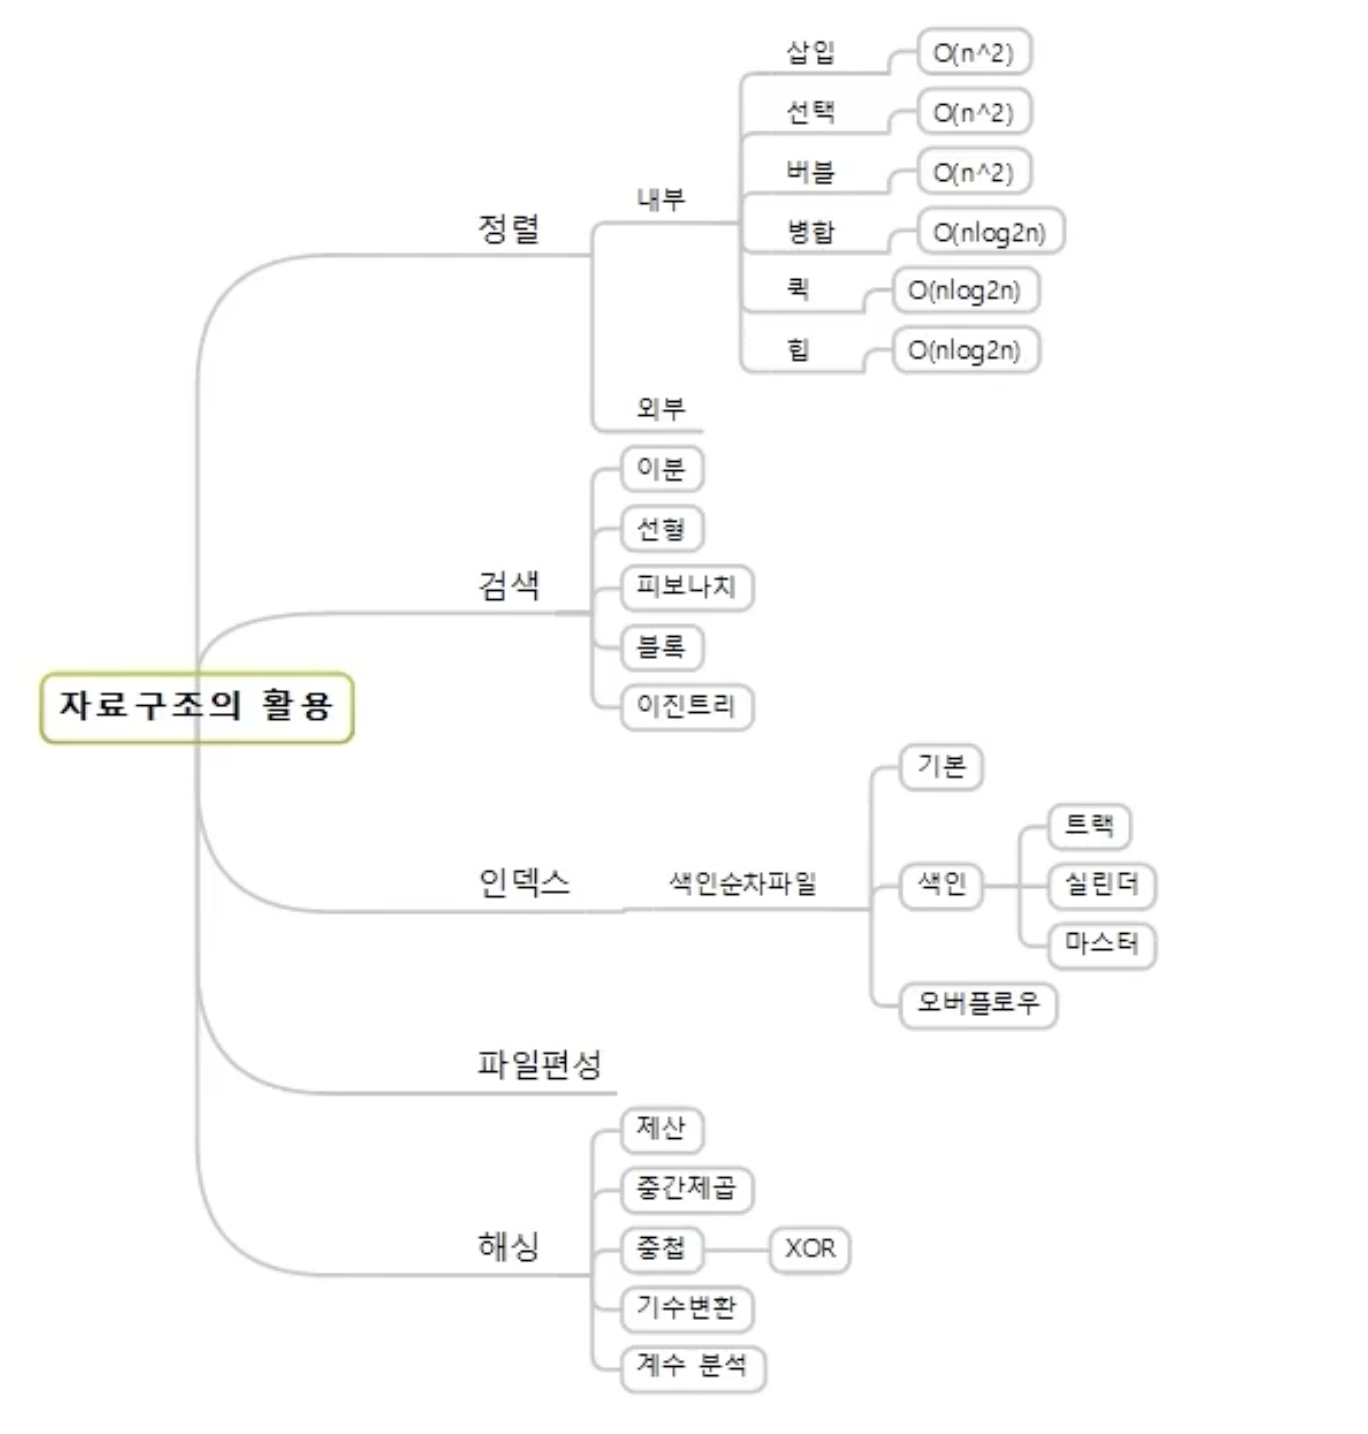 삽입 O(n^2)
선택 O(n^2)
버블 O(n^2)
내부
병합 O(nlog2n)
정렬
퀵 O(nlog2n)
힙 O(nlog2n)
외부
이분
선형
검색
피보나치
블록
이진트리
자료구조의 활용
기본
트랙
인덱스 색인순차파일 색인 실린더
마스터
오버플로우
파일편성
제산
중간제곱
해싱
중첩 XOR
기수변환
계수 분석